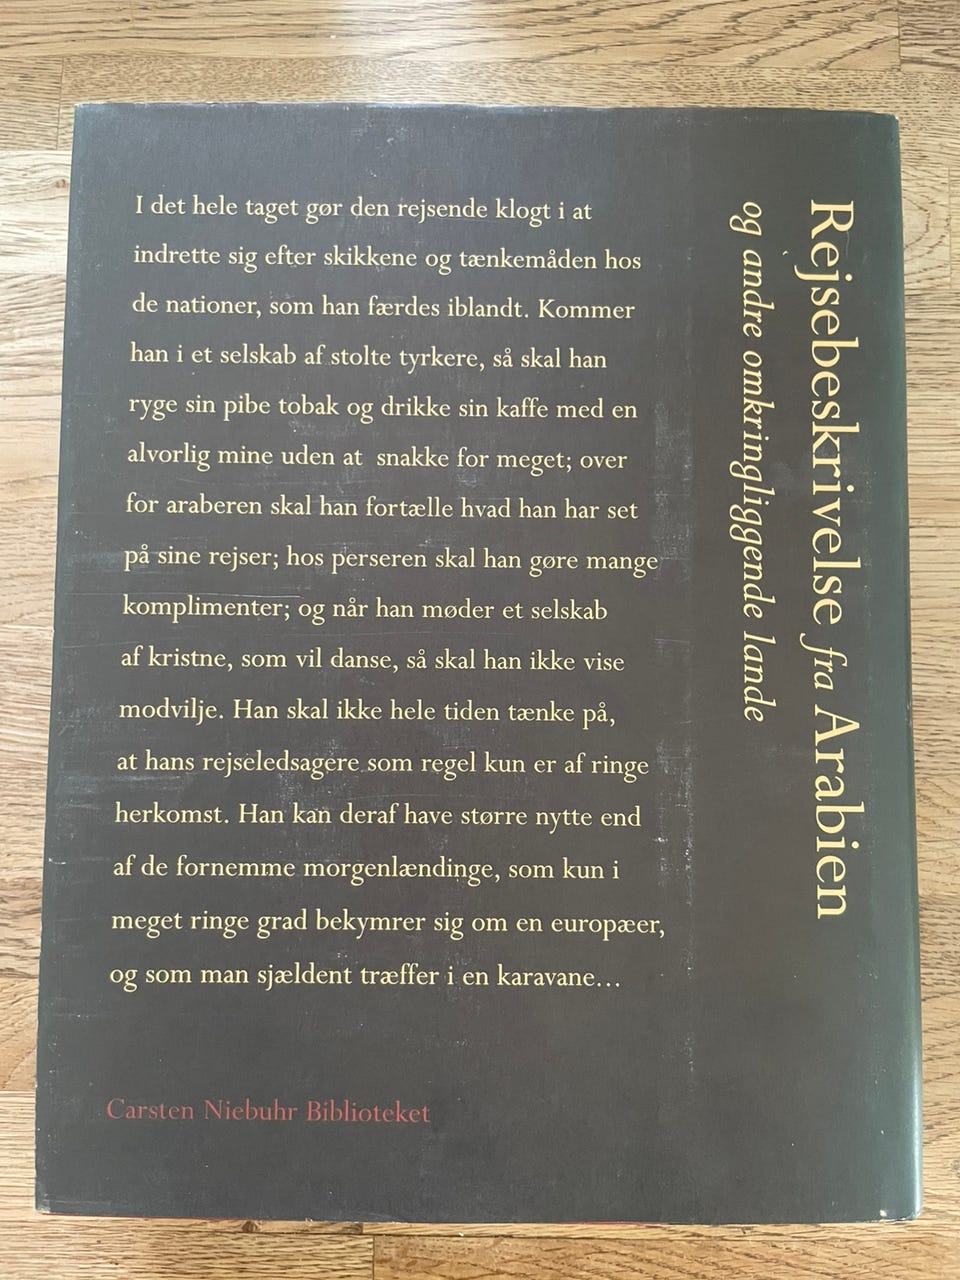 I det hele taget gør den rejsende klogt i at
indrette sig efter skikkene og tænkemåden hos
de nationer, som han færdes iblandt. Kommer
han i et selskab af stolte tyrkere, så skal han
ryge sin pibe tobak og drikke sin kaffe med en
alvorlig mine uden at snakke for meget; over
for araberen skal han fortælle hvad han har set
på sine rejser; hos perseren skal han gøre mange
komplimenter; og når han møder et selskab
af kristne, som vil danse, så skal han ikke vise
modvilje. Han skal ikke hele tiden tænke på,
at hans rejseledsagere som regel kun er af ringe
herkomst. Han kan deraf have større nytte end
af de fornemme morgenlændinge, som kun i
meget ringe grad bekymrer sig om en europæer,
og som man sjældent træffer i en karavane...
Carsten Niebuhr Biblioteket
Rejsebeskrivelse fra Arabien
og andre omkringliggende lande